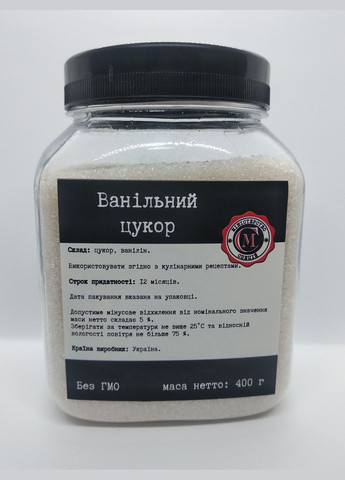 Ванільний
цукор
Склад: цукор, ванілін.
Використовувати згідно з кулінарними рецептами.
Строк придатності: 12 місяців.
Дата пакування вказана на упаковці.
Допустиме мінусове відхилення від номінального значення
маси нетто складає 5 %.
Зберігати за температури не вище 25°С та відносній
вологості повітря не більше 75 %.
Країна виробник: Україна.
М
Без ГМО
маса нетто: 400 г